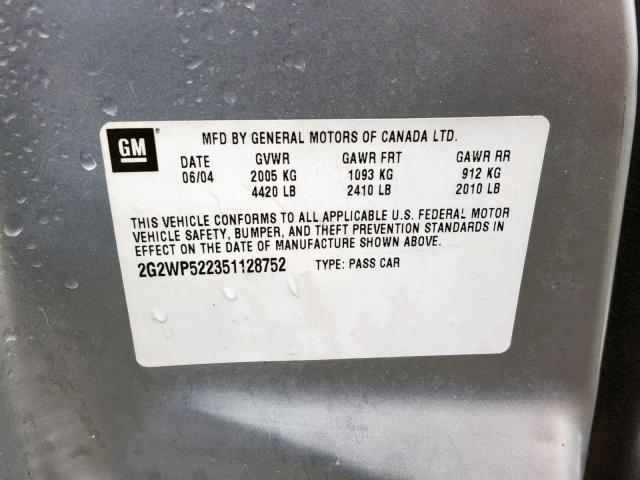 GM
MFD BY GENERAL MOTORS OF CANADA LTD.
DATE GVWR GAWR FRT GAWR RR
06/04 2005 KG 1093 KG 912 KG
4420 LB 2410 LB 2010 LB
THIS VEHICLE CONFORMS TO ALL APPLICABLE U.S. FEDERAL MOTOR
VEHICLE SAFETY, BUMPER, AND THEFT PREVENTION STANDARDS IN
EFFECT ON THE DATE OF MANUFACTURE SHOWN ABOVE.
2G2WP522351128752 TYPE: PASS CAR